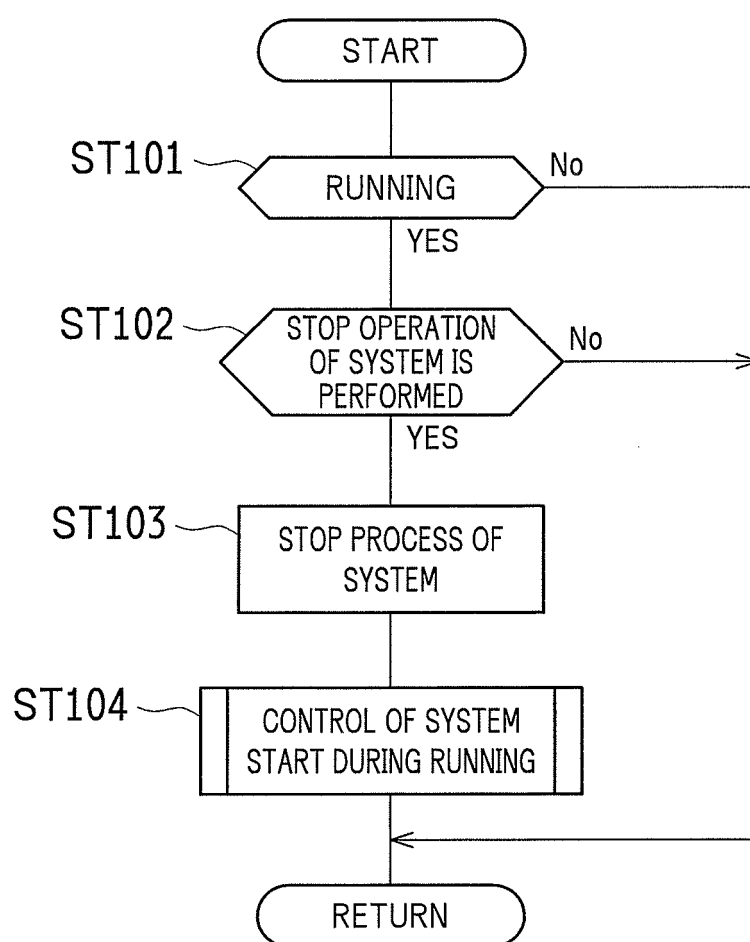 START
ST101
RUNNING
No
YES
ST102
STOP OPERATION
OF SYSTEM IS
PERFORMED
No
YES
ST103
STOP PROCESS OF
SYSTEM
ST104
CONTROL OF SYSTEM
START DURING RUNNING
RETURN